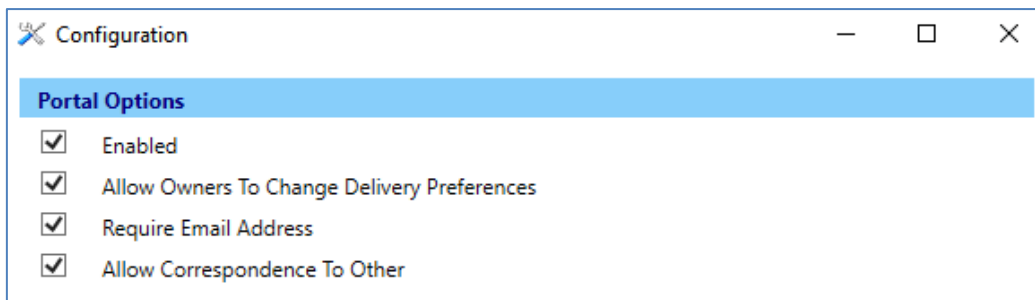 Configuration
Portal Options
Enabled
Allow Owners To Change Delivery Preferences
Require Email Address
Allow Correspondence To Other